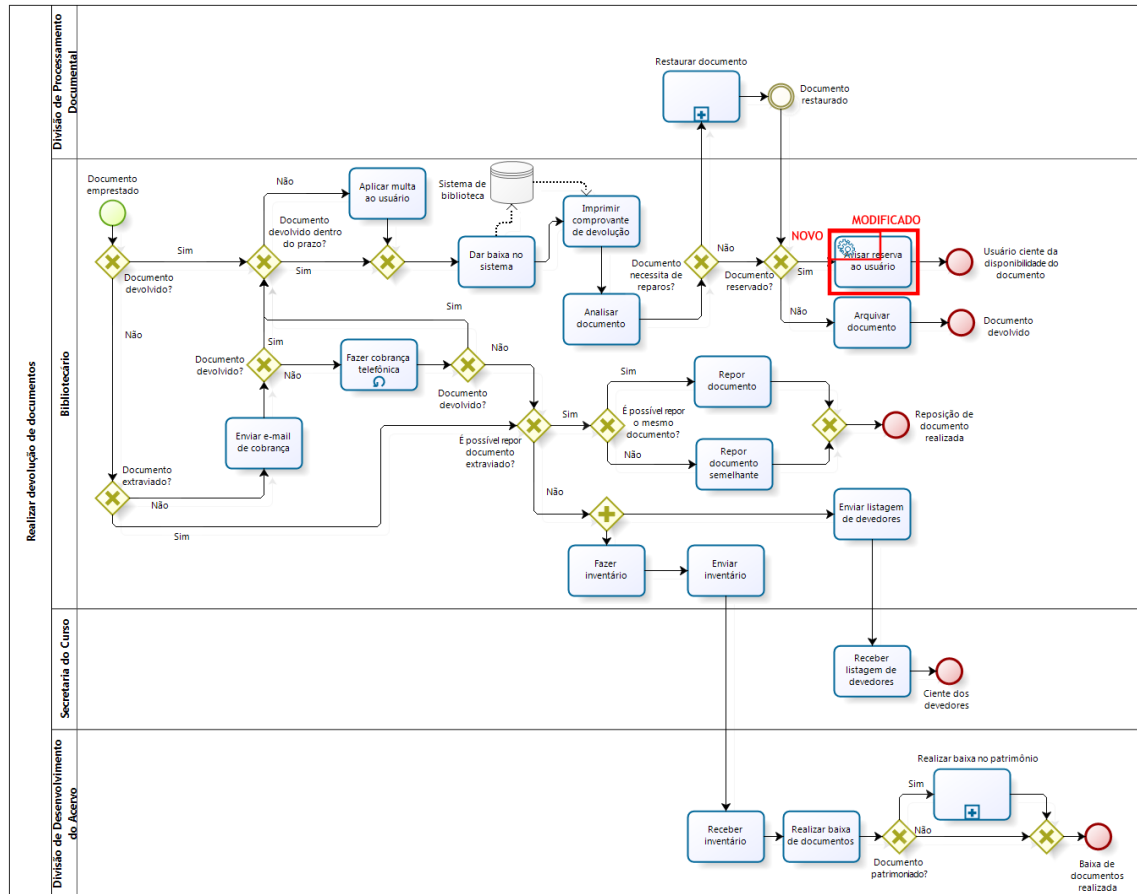 Realizar devolução de documentos
Divisão de Processamento
Documental
Restaurar documento
Documento
restaurado
Bibliotecário
Documento
emprestado
Documento
devolvido?
Sim
Não
Não
Aplicar multa
ao usuário
Documento
devolvido dentro
do prazo?
Sim
Sistema de
biblioteca
Dar baixa no
sistema
Imprimir
comprovante
de devolução
Analisar
documento
Documento
necessita de
reparos?
Não
Documento
reservado?
Sim
NOVO
MODIFICADO
Avisar reserva
ao usuário
Usuário ciente da
disponibilidade do
documento
Não
Arquivar
documento
Documento
devolvido
Sim
Sim
Documento
devolvido?
Não
Fazer cobrança
telefônica
Documento
devolvido?
Não
Enviar e-mail
de cobrança
Documento
extraviado?
Não
Sim
É possível repor
documento
extraviado?
Sim
É possível repor
o mesmo
documento?
Sim
Repor
documento
Não
Repor
documento
semelhante
Reposição de
documento
realizada
Não
Enviar listagem
de devedores
Fazer
inventário
Enviar
inventário
Secretaria do Curso
Receber
listagem de
devedores
Ciente dos
devedores
Divisão de Desenvolvimento
do Acervo
Receber
inventário
Realizar baixa
de documentos
Documento
patrimoniado?
Sim
Realizar baixa no patrimônio
Não
Baixa de
documentos
realizada